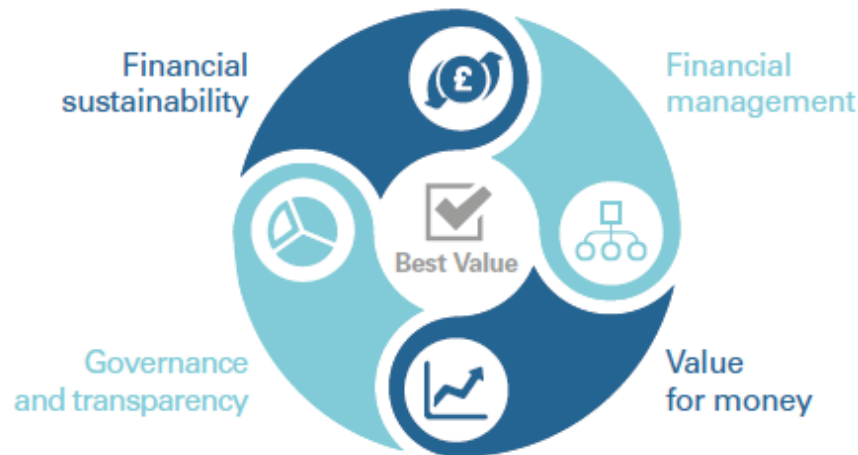 Financial
sustainability
£
Financial
management
Best Value
Governance
and transparency
Value
for money